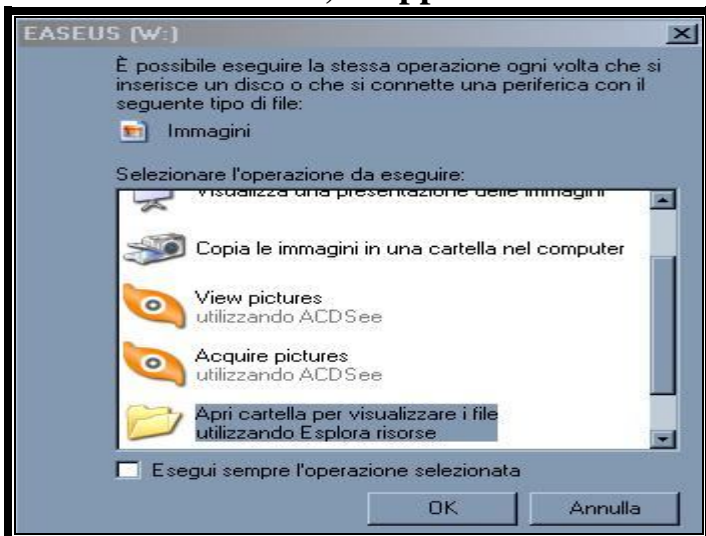 EASEUS (W:)
È possibile eseguire la stessa operazione ogni volta che si
inserisce un disco o che si connette una periferica con il
seguente tipo di file:
Immagini
Selezionare l'operazione da eseguire:
Visualizza una presentazione delle immagini
Copia le immagini in una cartella nel computer
View pictures
utilizzando ACDSee
Acquire pictures
utilizzando ACDSee
Apri cartella per visualizzare i file
utilizzando Esplora risorse
Esegui sempre l'operazione selezionata
OK Annulla